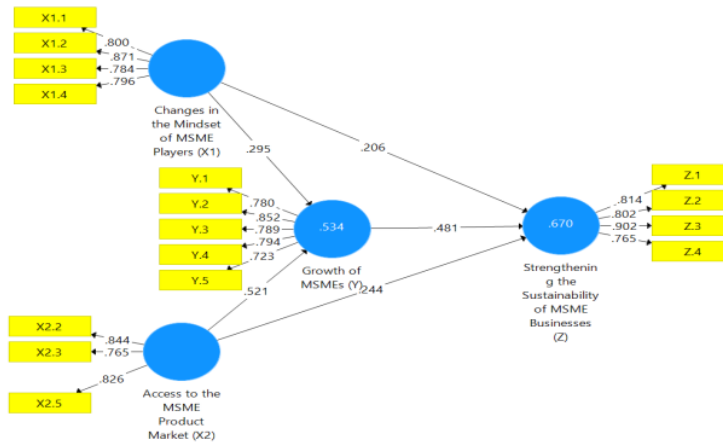 X1.1
X1.2
X1.3
X1.4
.800
.871
.784
.796
Changes in
the Mindset
of MSME
Players (X1)
.295
.206
Y.1
Y.2
Y.3
Y.4
Y.5
.780
.852
.789
.794
.723
.534
Growth of
MSMEs (Y)
.481
.521
.244
.670
Strengthenin
g the
Sustainability
of MSME
Businesses
(Z)
.814
.802
.902
.765
Z.1
Z.2
Z.3
Z.4
X2.2
X2.3
X2.5
.844
.765
.826
Access to the
MSME
Product
Market (X2)